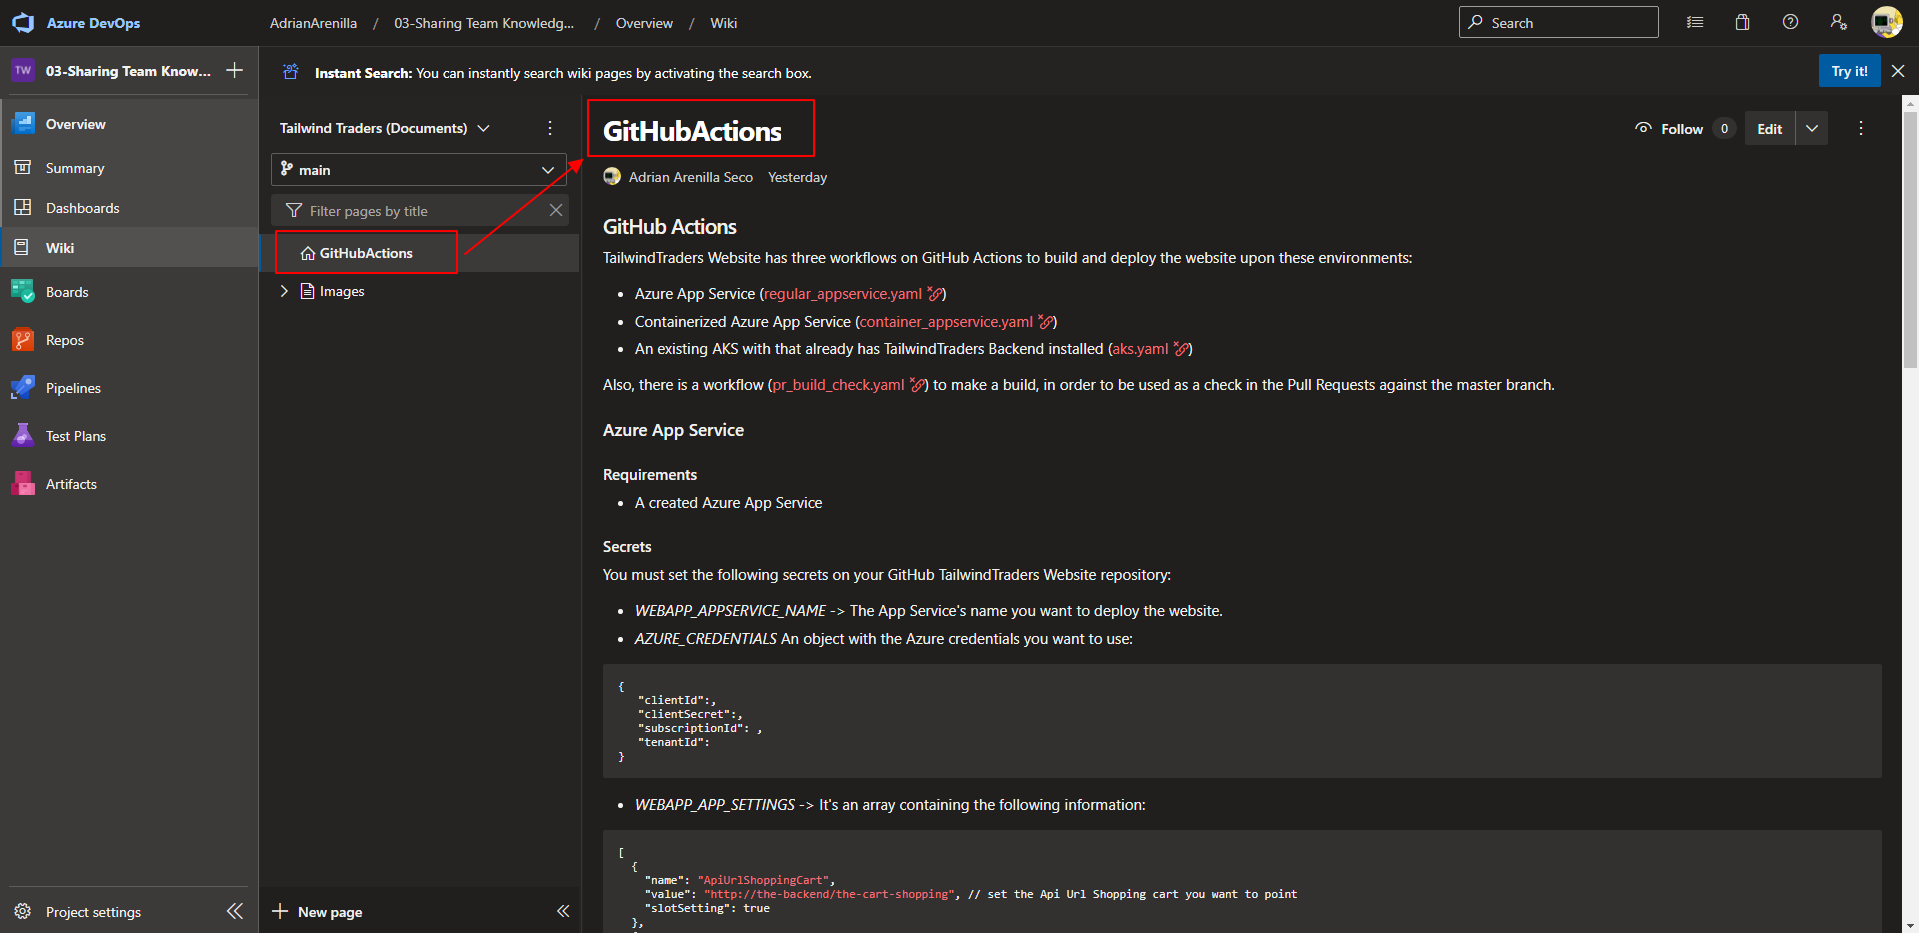 Azure DevOps
AdrianArenilla / 03-Sharing Team Knowledg... / Overview / Wiki
Search
TW 03-Sharing Team Know...
Instant Search: You can instantly search wiki pages by activating the search box.
Try it!
Overview
Summary
Dashboards
Wiki
Boards
Repos
Pipelines
Test Plans
Artifacts
Project settings
Tailwind Traders (Documents)
main
Filter pages by title
GitHubActions
Images
New page
GitHubActions
Follow 0 Edit
Adrian Arenilla Seco Yesterday
GitHub Actions
TailwindTraders Website has three workflows on GitHub Actions to build and deploy the website upon these environments:
• Azure App Service (regular_appservice.yaml)
• Containerized Azure App Service (container_appservice.yaml)
• An existing AKS with that already has TailwindTraders Backend installed (aks.yaml)
Also, there is a workflow (pr_build_check.yaml) to make a build, in order to be used as a check in the Pull Requests against the master branch.
Azure App Service
Requirements
• A created Azure App Service
Secrets
You must set the following secrets on your GitHub TailwindTraders Website repository:
• WEBAPP_APPSERVICE_NAME -> The App Service's name you want to deploy the website.
• AZURE_CREDENTIALS An object with the Azure credentials you want to use:
{
"clientId":,
"clientSecret":,
"subscriptionId": ,
"tenantId":
}
• WEBAPP_APP_SETTINGS -> It's an array containing the following information:
[
{
"name": "ApiUrlShoppingCart",
"value": "http://the-backend/the-cart-shopping", // set the Api Url Shopping cart you want to point
"slotSetting": true
},